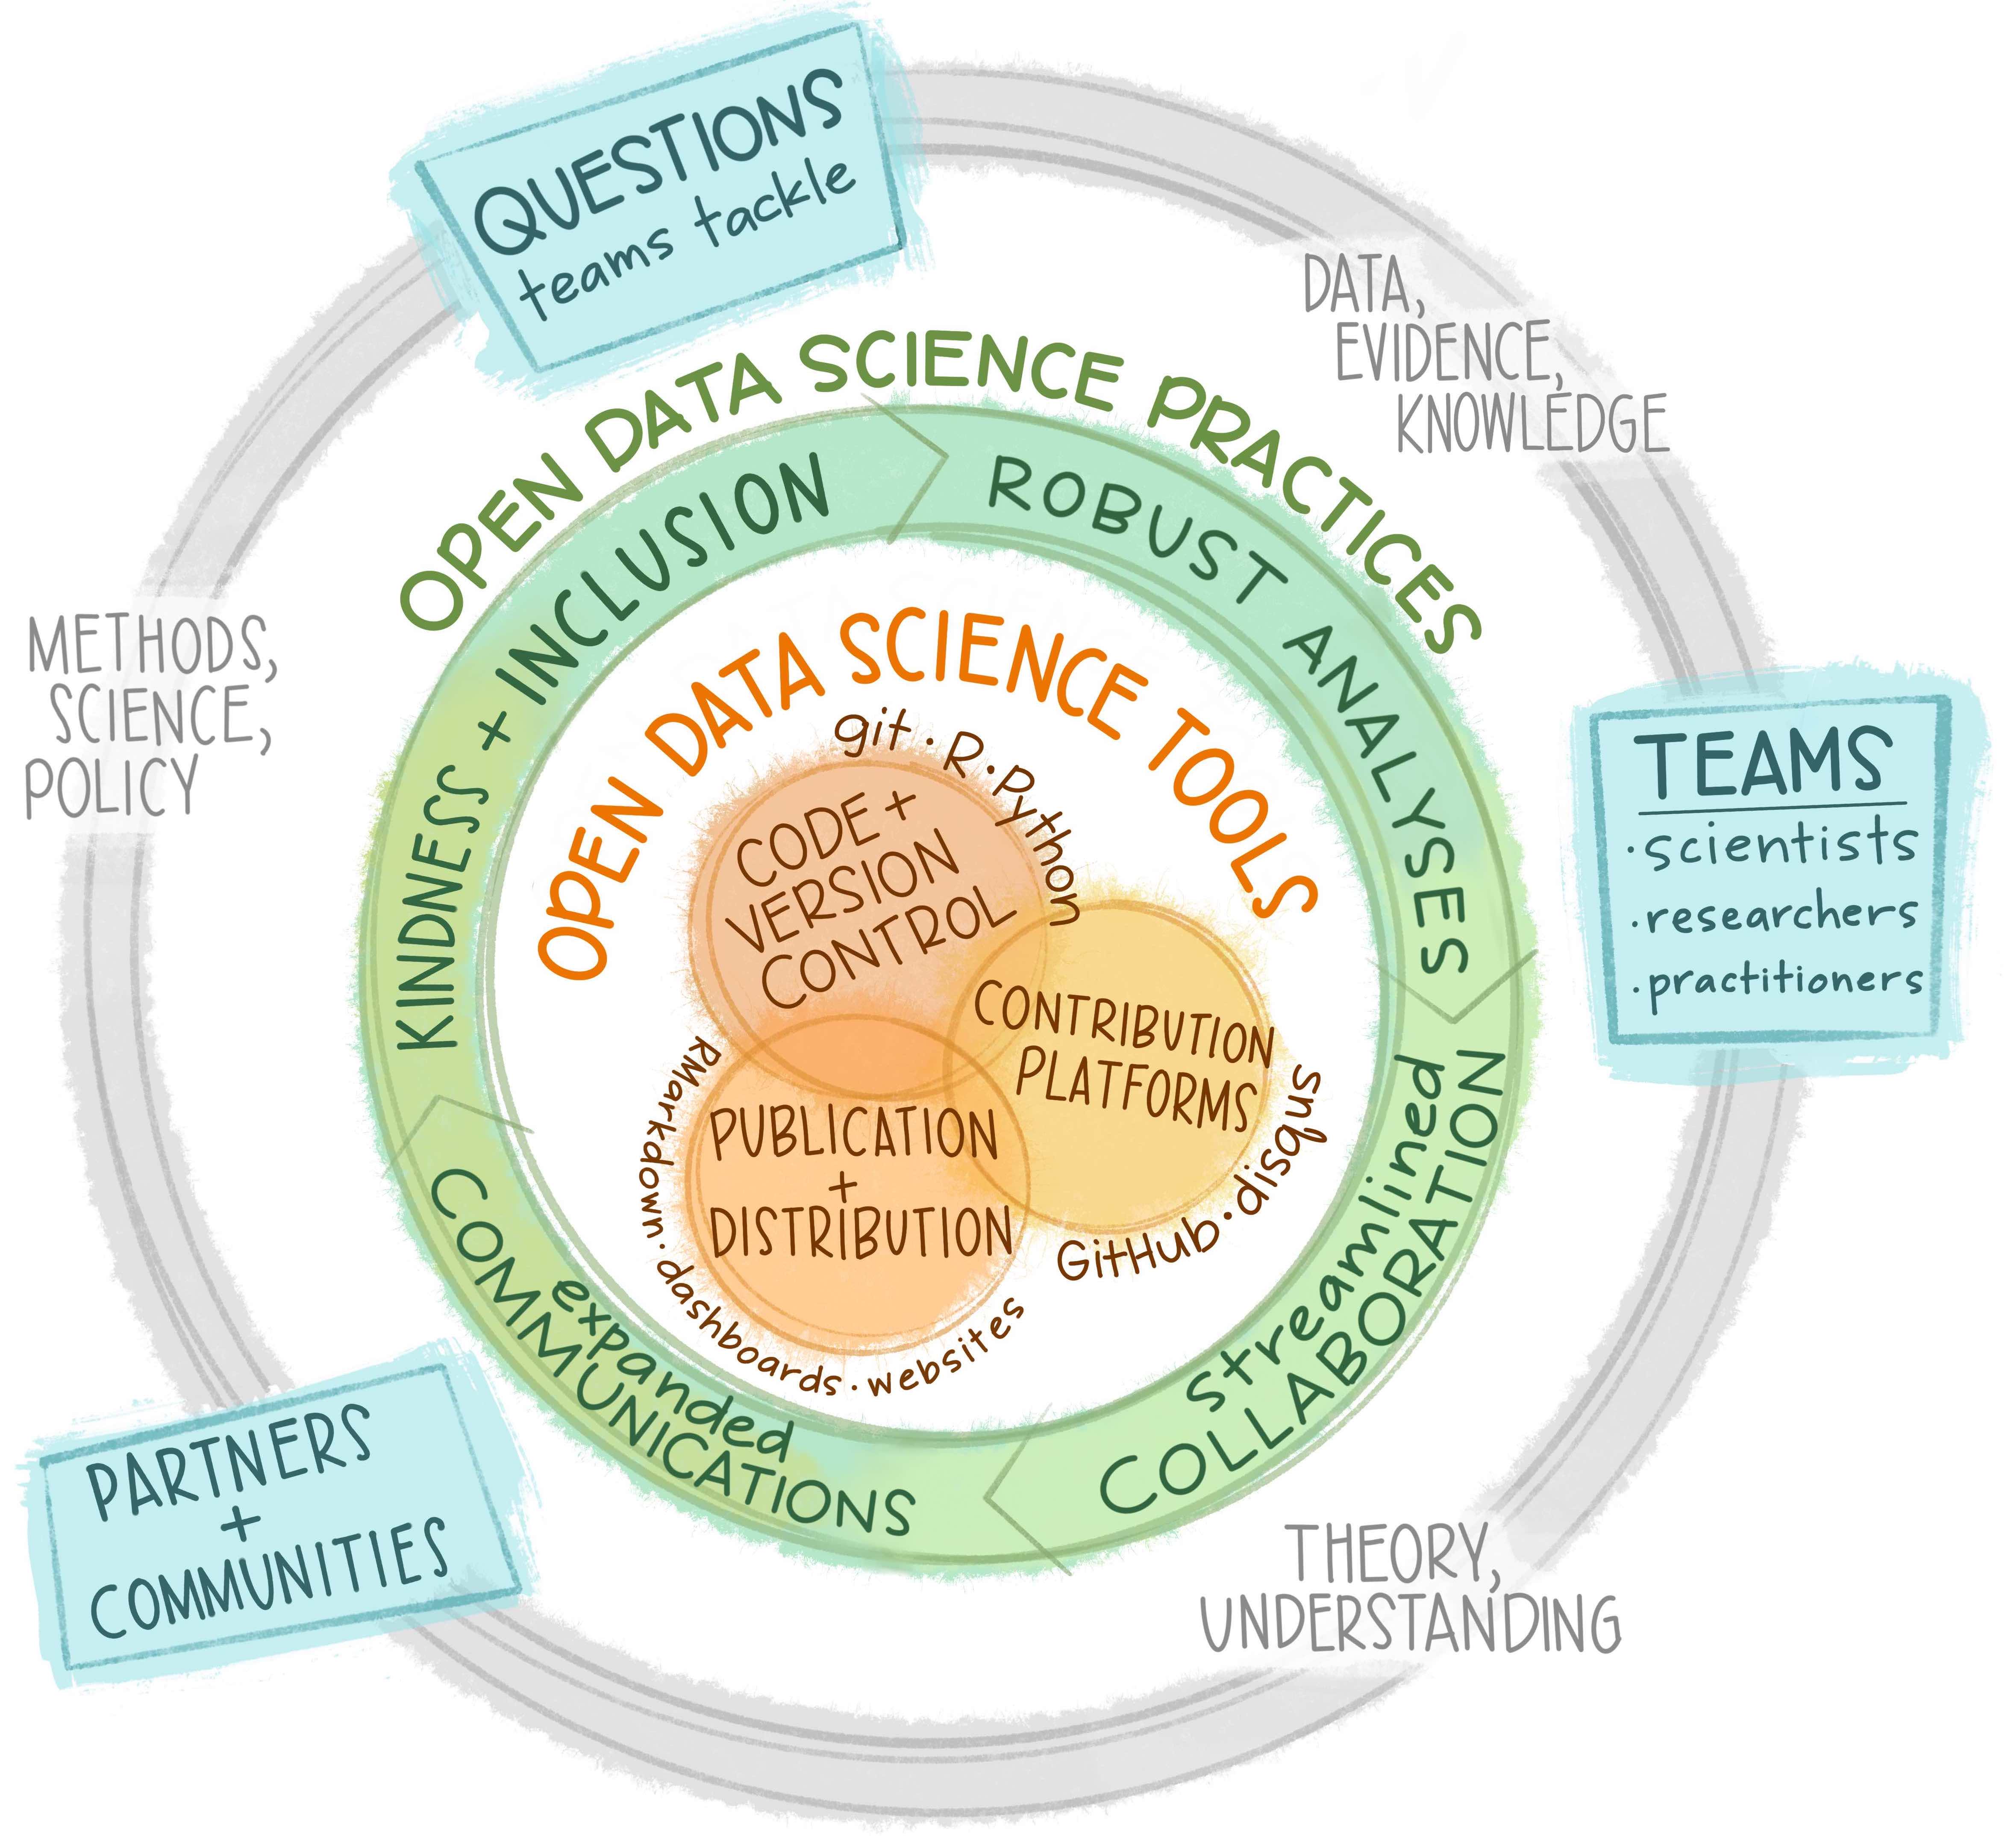 QUESTIONS
teams tackle
DATA,
EVIDENCE,
KNOWLEDGE
TEAMS
·scientists
·researchers
·practitioners
THEORY,
UNDERSTANDING
PARTNERS
+
COMMUNITIES
METHODS,
SCIENCE,
POLICY
OPEN DATA SCIENCE PRACTICES
KINDNESS + INCLUSION
ROBUST ANALYSES
streamlined
COLLABORATION
expanded
COMMUNICATIONS
OPEN DATA SCIENCE TOOLS
git · R · Python
CODE +
VERSION
CONTROL
CONTRIBUTION
PLATFORMS
GitHub · disqus
PUBLICATION
+
DISTRIBUTION
RMarkdown · dashboards · websites